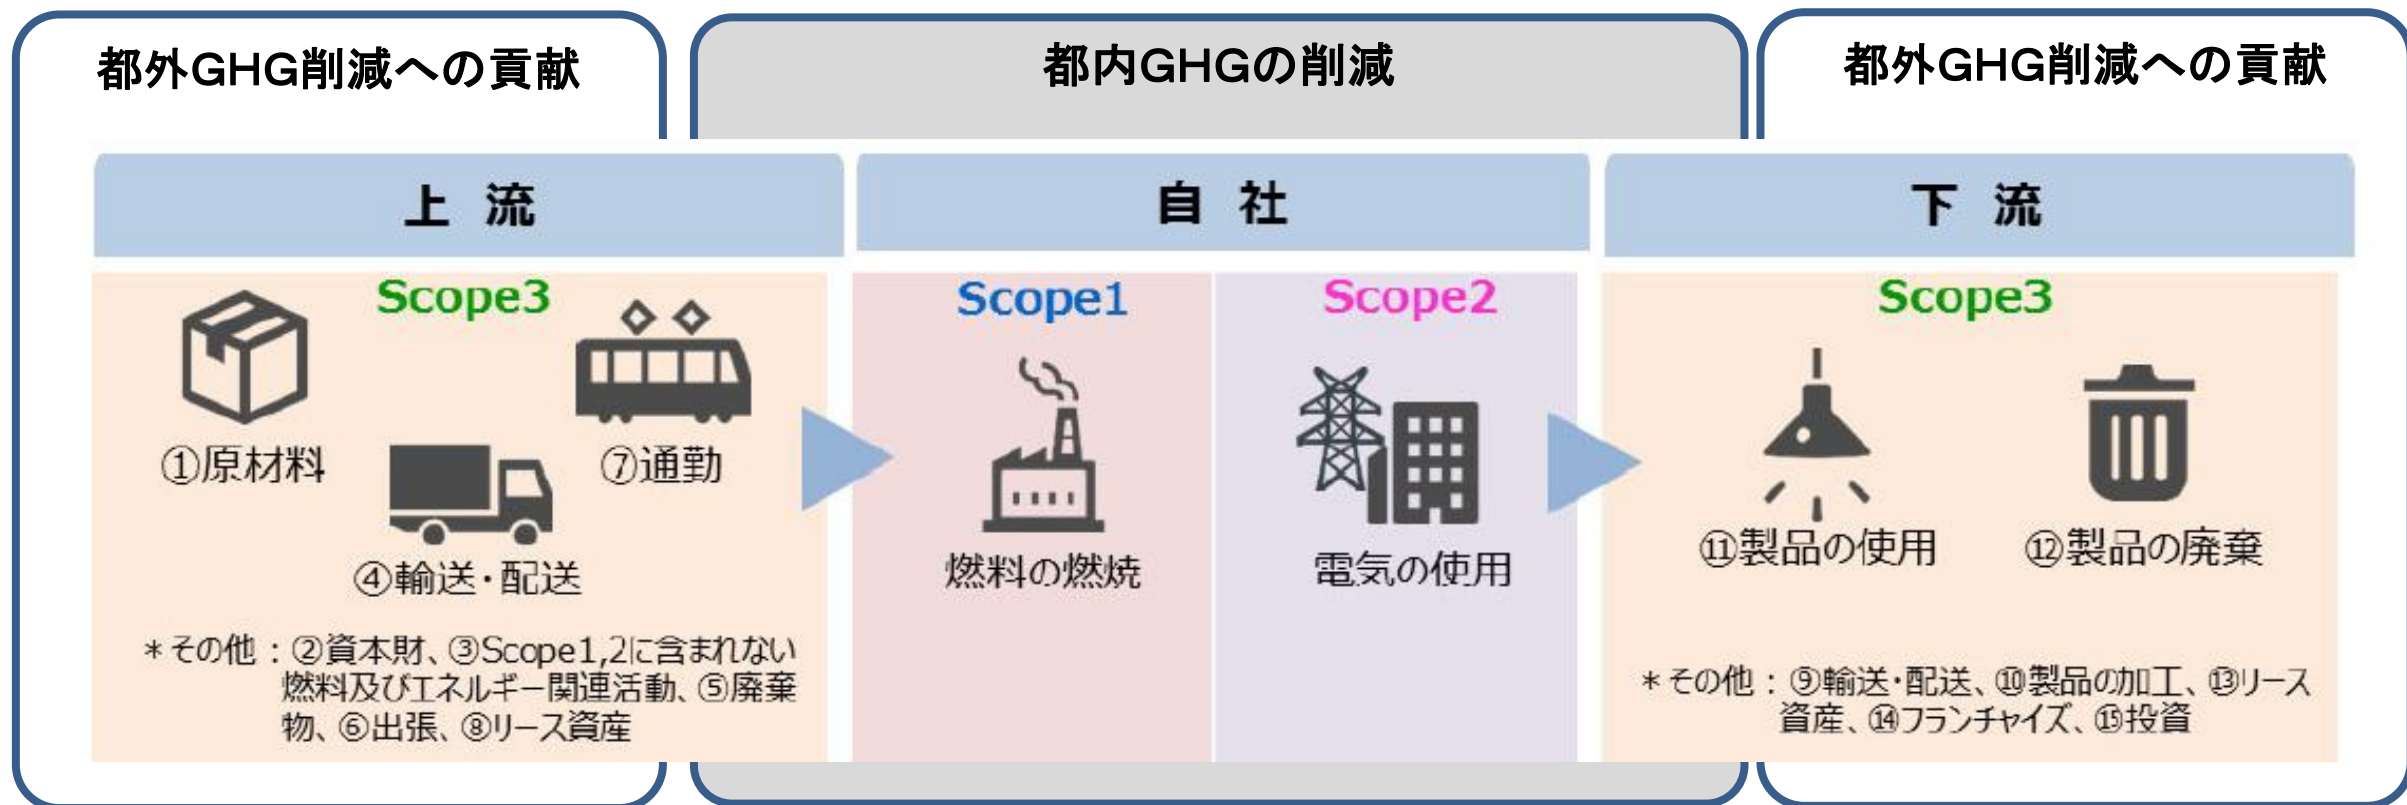 都外GHG削減への貢献
都内GHGの削減
都外GHG削減への貢献
上 流
自 社
下 流
Scope3
①原材料
⑦通勤
④輸送・配送
＊その他：②資本財、③Scope1,2に含まれない
燃料及びエネルギー関連活動、⑤廃棄
物、⑥出張、⑧リース資産
Scope1
燃料の燃焼
Scope2
電気の使用
Scope3
⑪製品の使用
⑫製品の廃棄
＊その他：⑨輸送・配送、⑩製品の加工、⑬リース
資産、⑭フランチャイズ、⑮投資